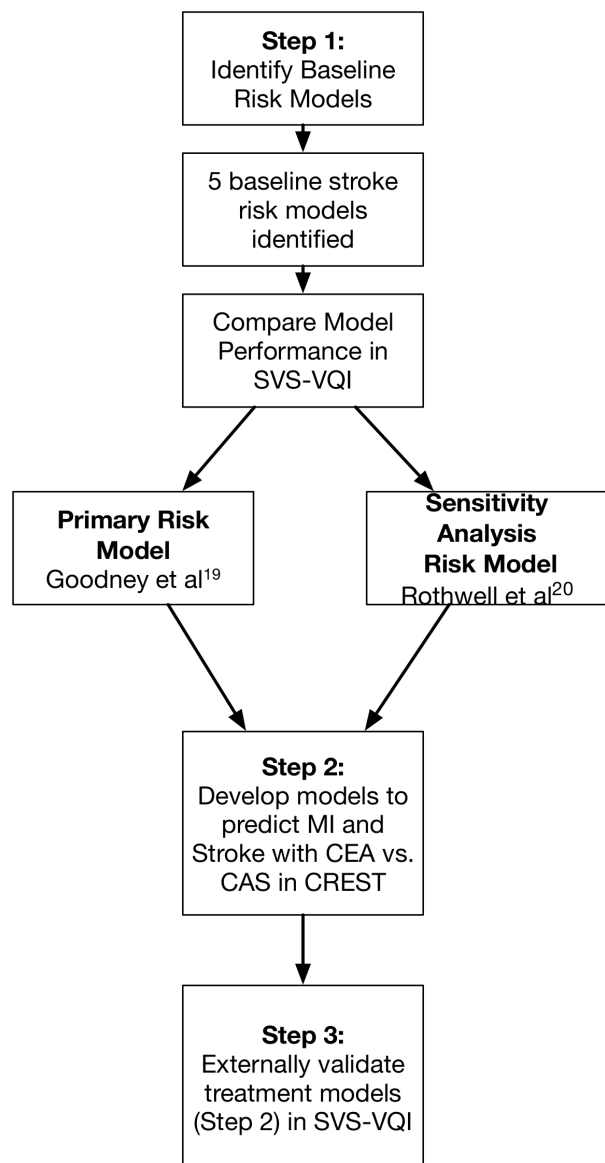 Step 1:
Identify Baseline
Risk Models
5 baseline stroke
risk models
identified
Compare Model
Performance in
SVS-VQI
Primary Risk
Model
Goodney et al¹⁹
Sensitivity
Analysis
Risk Model
Rothwell et al²⁰
Step 2:
Develop models to
predict MI and
Stroke with CEA vs.
CAS in CREST
Step 3:
Externally validate
treatment models
(Step 2) in SVS-VQI